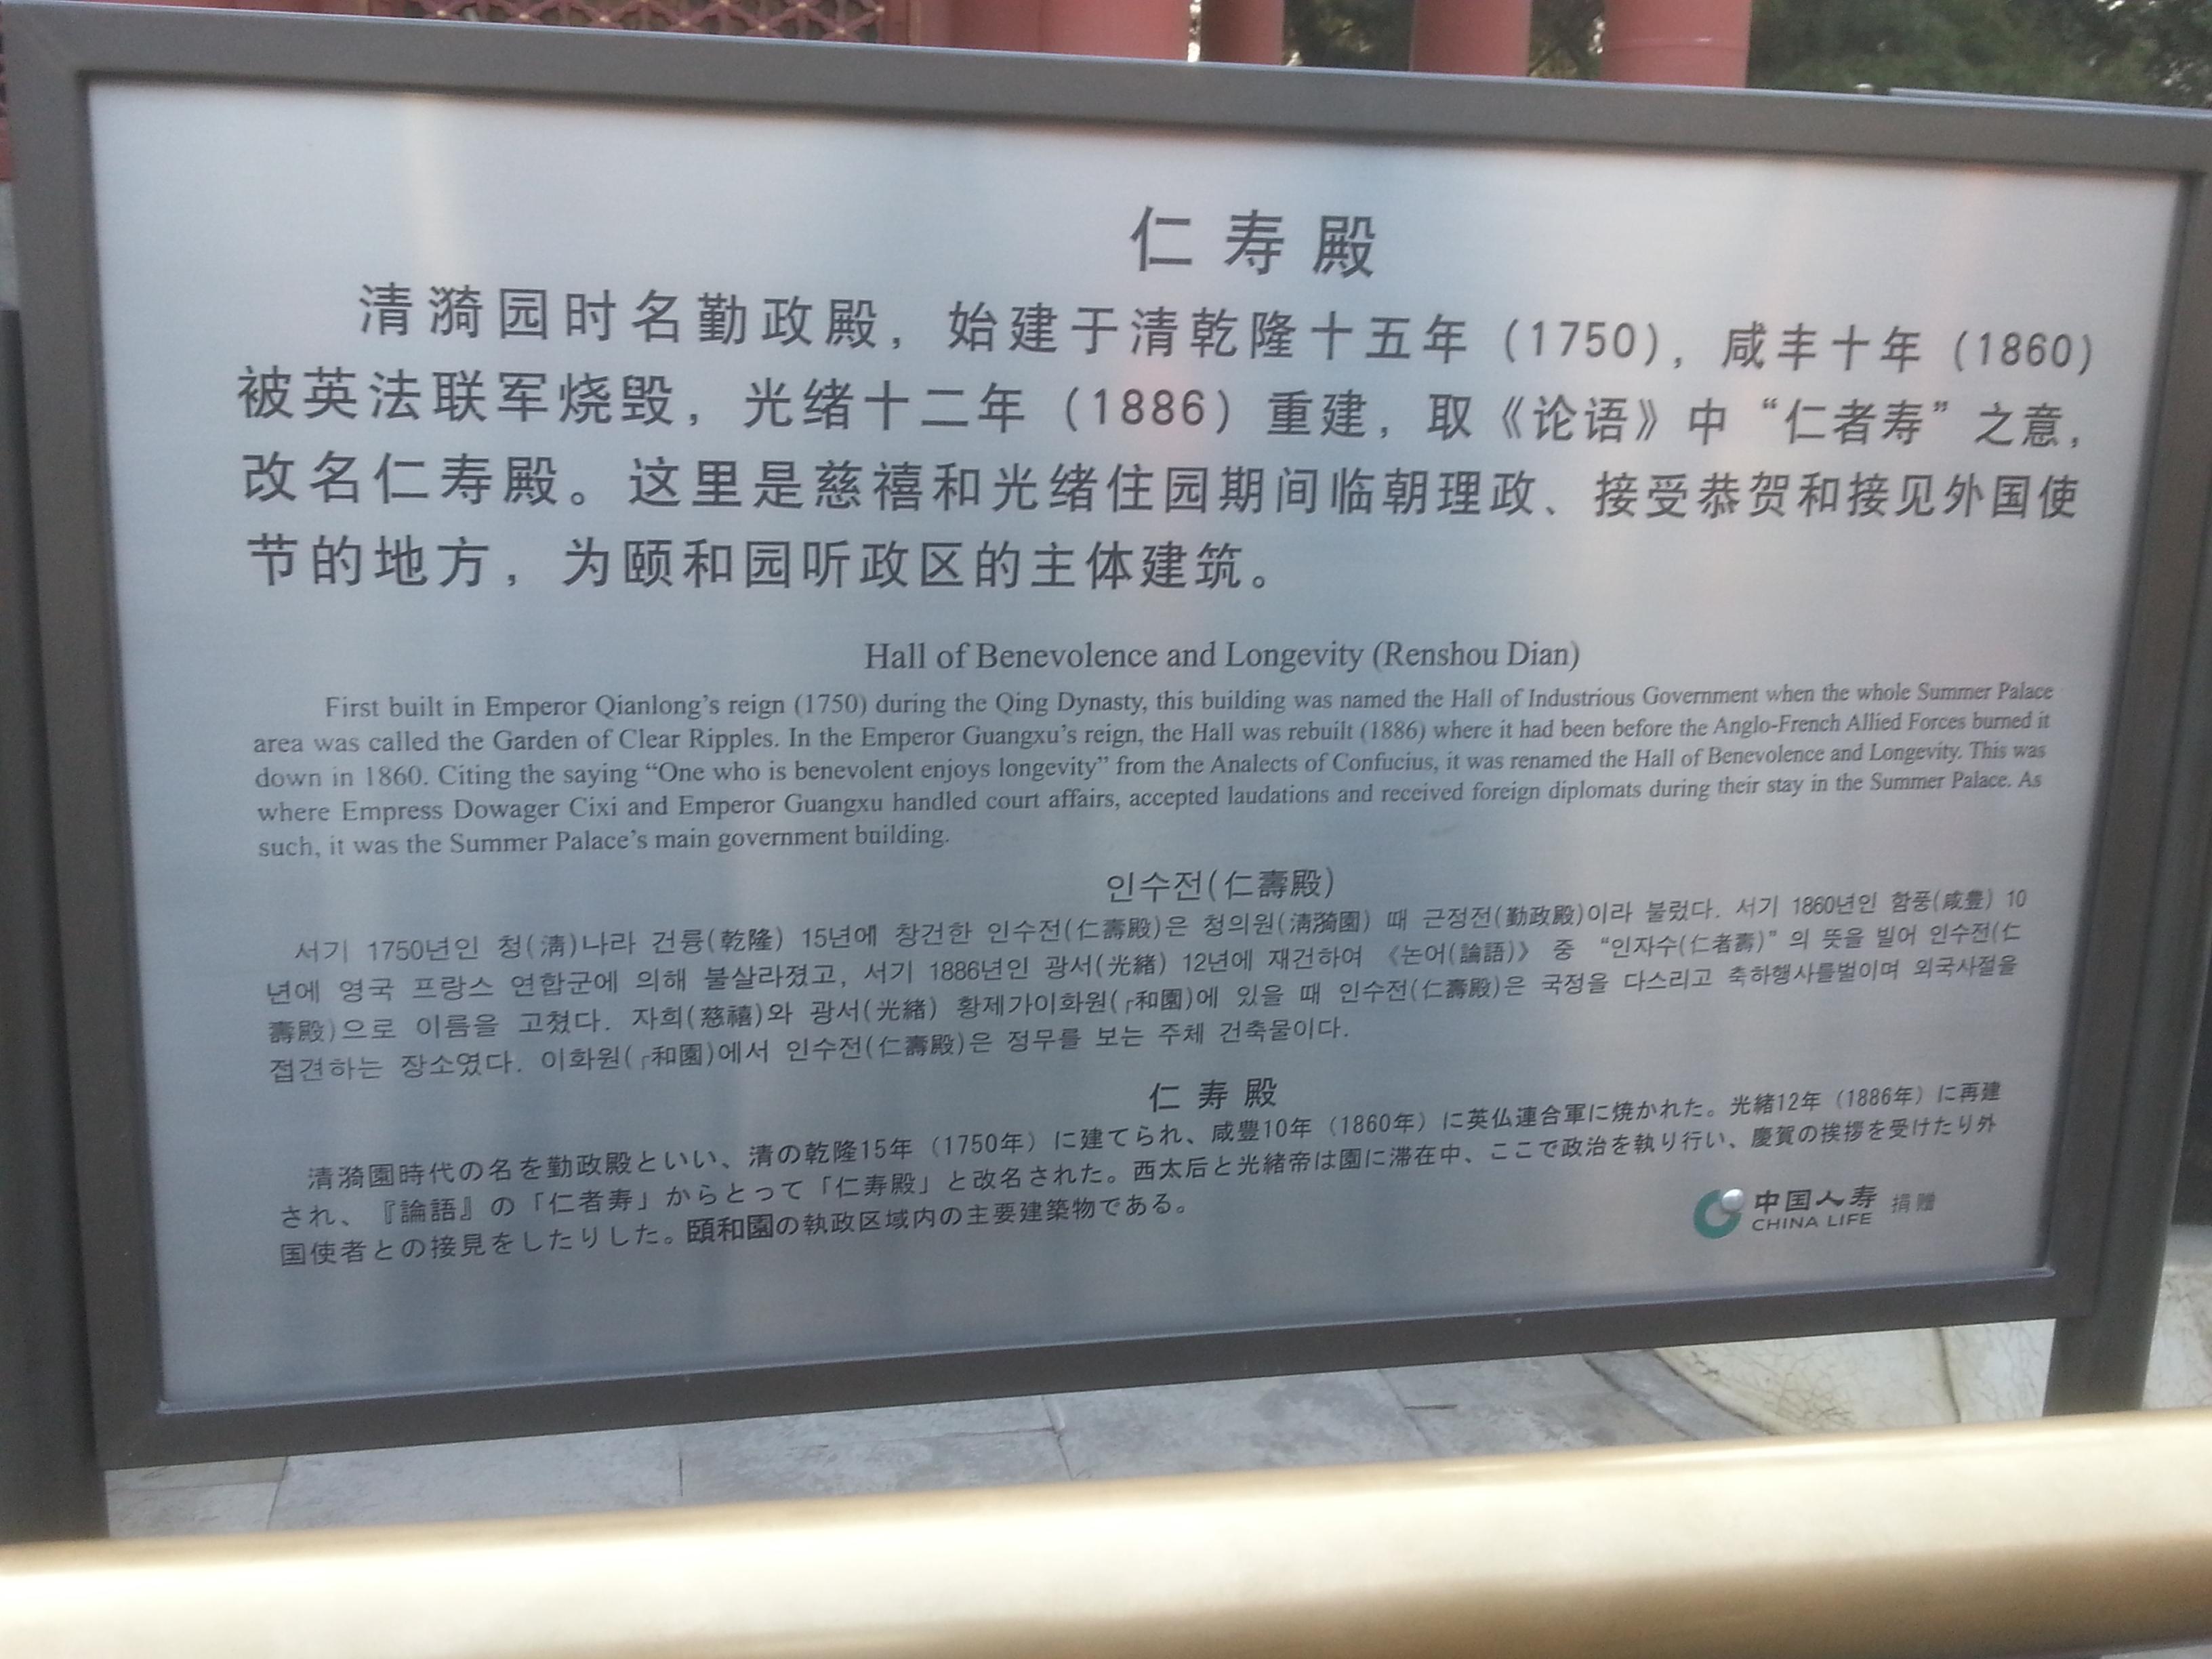 仁寿殿
清漪园时名勤政殿，始建于清乾隆十五年（1750），咸丰十年（1860）
被英法联军烧毁，光绪十二年（1886）重建，取《论语》中“仁者寿”之意，
改名仁寿殿。这里是慈禧和光绪住园期间临朝理政、接受恭贺和接见外国使
节的地方，为颐和园听政区的主体建筑。
Hall of Benevolence and Longevity (Renshou Dian)
First built in Emperor Qianlong’s reign (1750) during the Qing Dynasty, this building was named the Hall of Industrious Government when the whole Summer Palace
area was called the Garden of Clear Ripples. In the Emperor Guangxu’s reign, the Hall was rebuilt (1886) where it had been before the Anglo-French Allied Forces burned it
down in 1860. Citing the saying “One who is benevolent enjoys longevity” from the Analects of Confucius, it was renamed the Hall of Benevolence and Longevity. This was
where Empress Dowager Cixi and Emperor Guangxu handled court affairs, accepted laudations and received foreign diplomats during their stay in the Summer Palace. As
such, it was the Summer Palace’s main government building.
인수전(仁壽殿)
서기 1750년인 청(淸)나라 건륭(乾隆) 15년에 창건한 인수전(仁壽殿)은 청의원(淸漪園) 때 근정전(勤政殿)이라 불렀다. 서기 1860년인 함풍(咸豊) 10
년에 영국 프랑스 연합군에 의해 불살라졌고, 서기 1886년인 광서(光緖) 12년에 재건하여 《논어(論語)》 중 “인자수(仁者壽)”의 뜻을 빌어 인수전(仁
壽殿)으로 이름을 고쳤다. 자희(慈禧)와 광서(光緖) 황제가이화원(┌和園)에 있을 때 인수전(仁壽殿)은 국정을 다스리고 축하행사를벌이며 외국사절을
접견하는 장소였다. 이화원(┌和園)에서 인수전(仁壽殿)은 정무를 보는 주체 건축물이다.
仁寿殿
清漪園時代の名を勤政殿といい、清の乾隆15年（1750年）に建てられ、咸豊10年（1860年）に英仏連合軍に焼かれた。光緒12年（1886年）に再建
され、『論語』の「仁者寿」からとって「仁寿殿」と改名された。西太后と光緒帝は園に滞在中、ここで政治を執り行い、慶賀の挨拶を受けたり外
国使者との接見をしたりした。頤和園の執政区域内の主要建築物である。
中国人寿 捐赠
CHINA LIFE